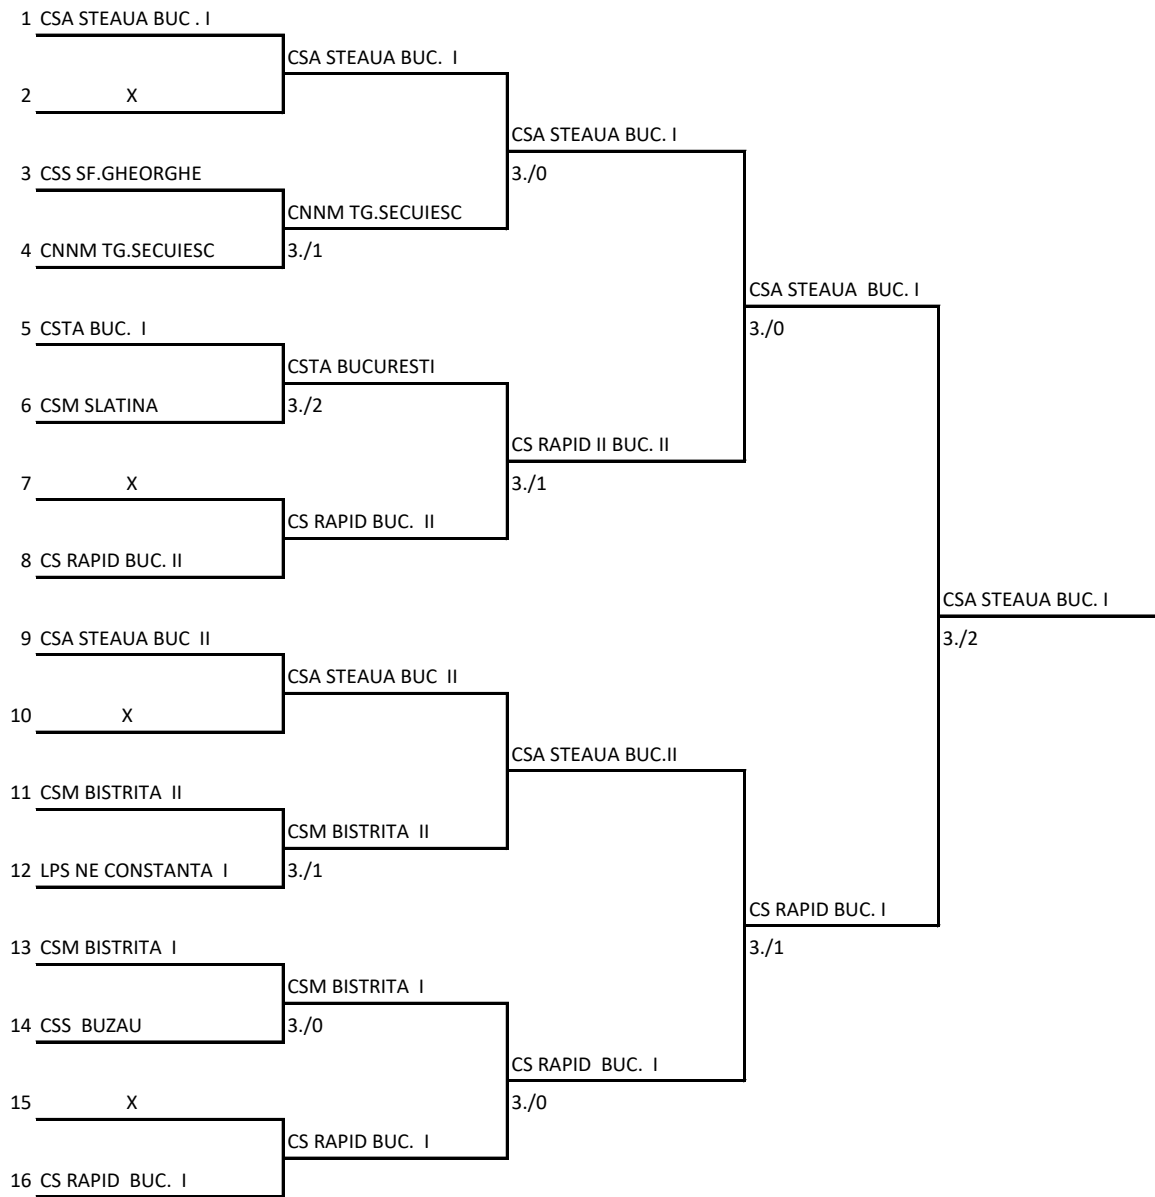 1 CSA STEAUA BUC . I
CSA STEAUA BUC. I
2 X
CSA STEAUA BUC. I
3 CSS SF.GHEORGHE
3./0
CNNM TG.SECUIESC
4 CNNM TG.SECUIESC
3./1
CSA STEAUA BUC. I
5 CSTA BUC. I
3./0
CSTA BUCURESTI
6 CSM SLATINA
3./2
CS RAPID II BUC. II
7 X
3./1
CS RAPID BUC. II
8 CS RAPID BUC. II
CSA STEAUA BUC. I
9 CSA STEAUA BUC II
3./2
CSA STEAUA BUC II
10 X
CSA STEAUA BUC.II
11 CSM BISTRITA II
CSM BISTRITA II
12 LPS NE CONSTANTA I
3./1
CS RAPID BUC. I
13 CSM BISTRITA I
3./1
CSM BISTRITA I
14 CSS BUZAU
3./0
CS RAPID BUC. I
15 X
3./0
CS RAPID BUC. I
16 CS RAPID BUC. I